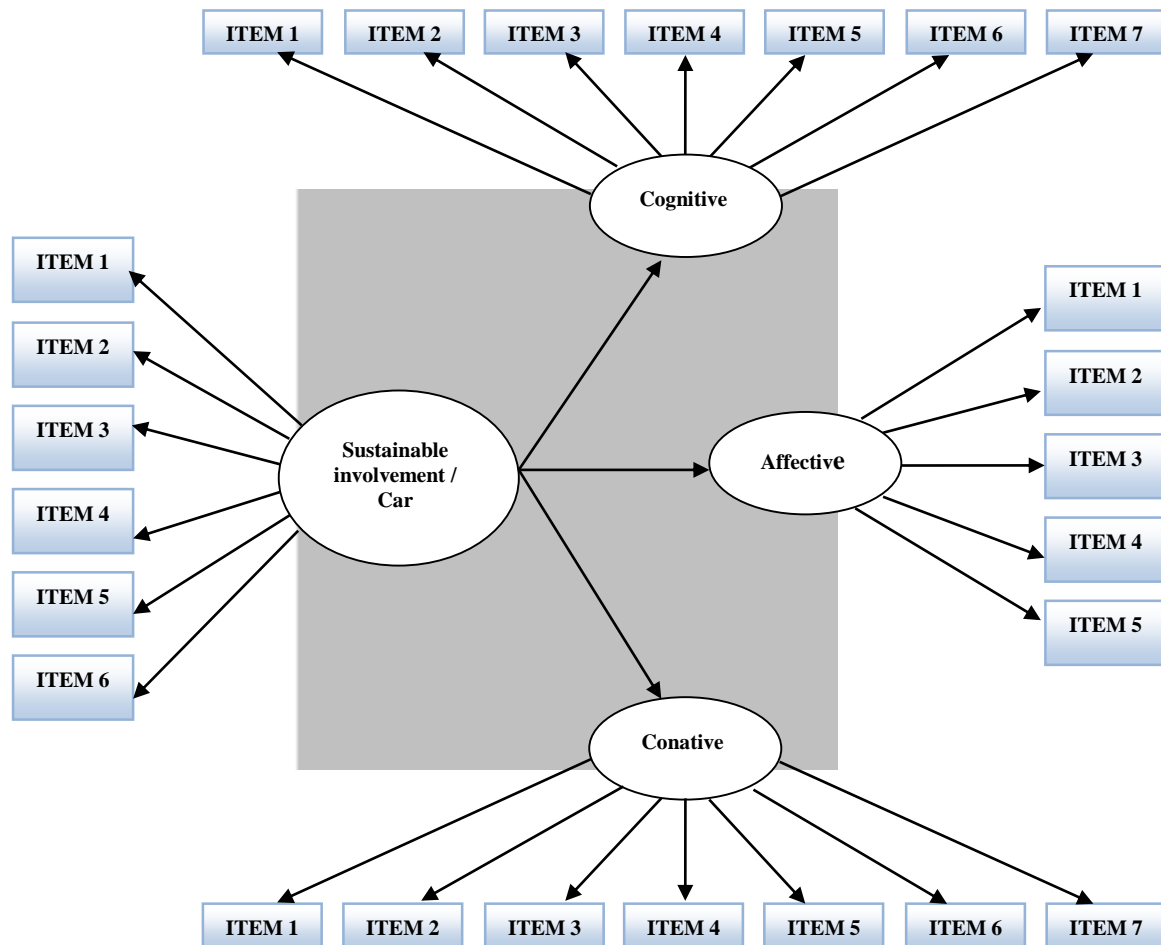 ITEM 1
ITEM 2
ITEM 3
ITEM 4
ITEM 5
ITEM 6
ITEM 7
Cognitive
ITEM 1
ITEM 2
ITEM 3
ITEM 4
ITEM 5
ITEM 6
Sustainable
involvement /
Car
Affective
ITEM 1
ITEM 2
ITEM 3
ITEM 4
ITEM 5
Conative
ITEM 1
ITEM 2
ITEM 3
ITEM 4
ITEM 5
ITEM 6
ITEM 7